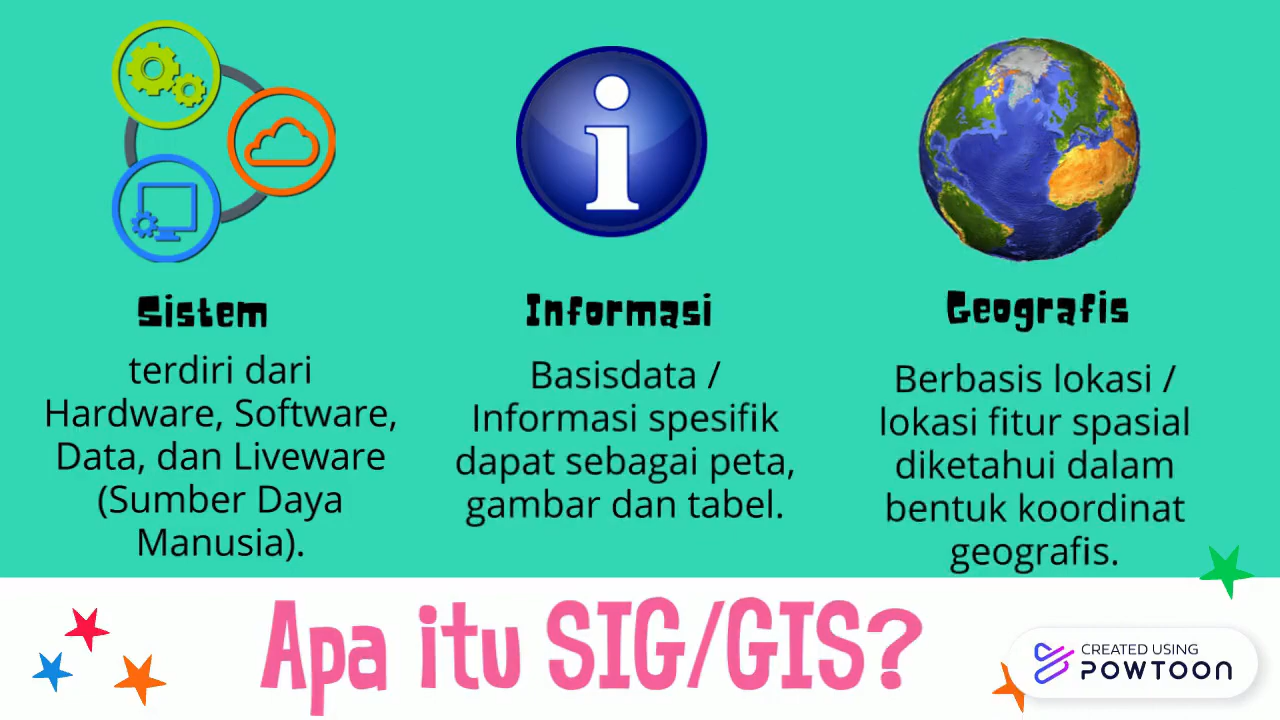 Sistem
terdiri dari
Hardware, Software,
Data, dan Liveware
(Sumber Daya
Manusia).
Informasi
Basisdata /
Informasi spesifik
dapat sebagai peta,
gambar dan tabel.
Geografis
Berbasis lokasi /
lokasi fitur spasial
diketahui dalam
bentuk koordinat
geografis.
Apa itu SIG/GIS?
CREATED USING
POWTOON